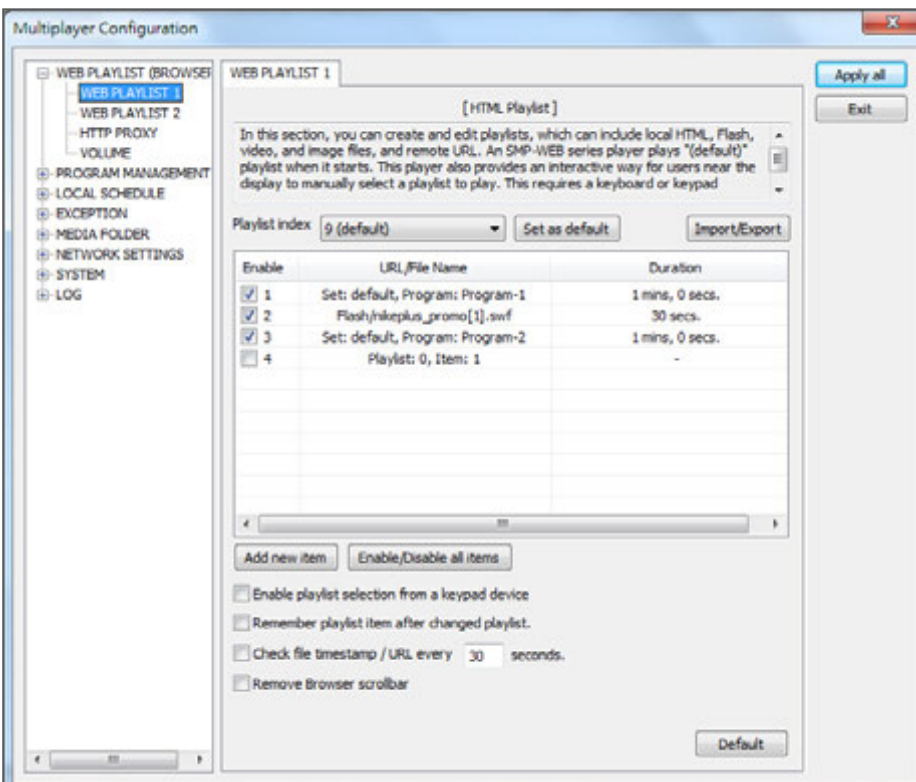 Multiplayer Configuration
WEB PLAYLIST (BROWSER
WEB PLAYLIST 1
WEB PLAYLIST 2
HTTP PROXY
VOLUME
PROGRAM MANAGEMENT
LOCAL SCHEDULE
EXCEPTION
MEDIA FOLDER
NETWORK SETTINGS
SYSTEM
LOG
WEB PLAYLIST 1
[ HTML Playlist ]
In this section, you can create and edit playlists, which can include local HTML, Flash,
video, and image files, and remote URL. An SMP-WEB series player plays "(default)"
playlist when it starts. This player also provides an interactive way for users near the
display to manually select a playlist to play. This requires a keyboard or keypad
Playlist index 9 (default) Set as default Import/Export
Enable URL/File Name Duration
1 Set: default, Program: Program-1 1 mins, 0 secs.
2 Flash/nikeplus_promo[1].swf 30 secs.
3 Set: default, Program: Program-2 1 mins, 0 secs.
4 Playlist: 0, Item: 1 -
Add new item Enable/Disable all items
Enable playlist selection from a keypad device
Remember playlist item after changed playlist.
Check file timestamp / URL every 30 seconds.
Remove Browser scrollbar
Default
Apply all
Exit